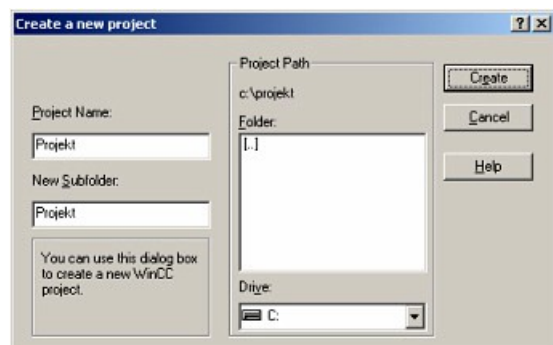 Create a new project
Project Name:
Projekt
New Subfolder:
Projekt
You can use this dialog box
to create a new WinCC
project.
Project Path
c:\projekt
Folder:
[..]
Drive:
C:
Create
Cancel
Help